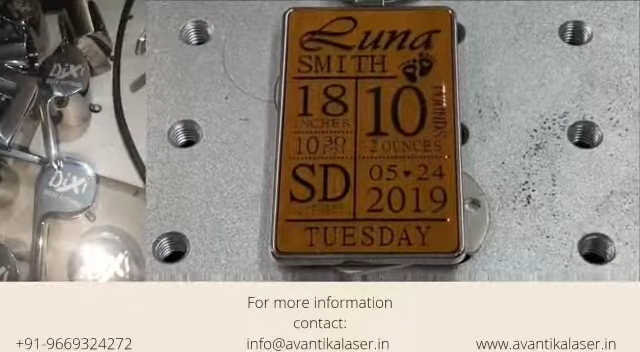 DiXi
DiXi
Luna
SMITH
18
INCHES
10
POUNDS
10 30
2 OUNCES
SD
05♥24
2019
TUESDAY
For more information
contact:
+91-9669324272
info@avantikalaser.in
www.avantikalaser.in